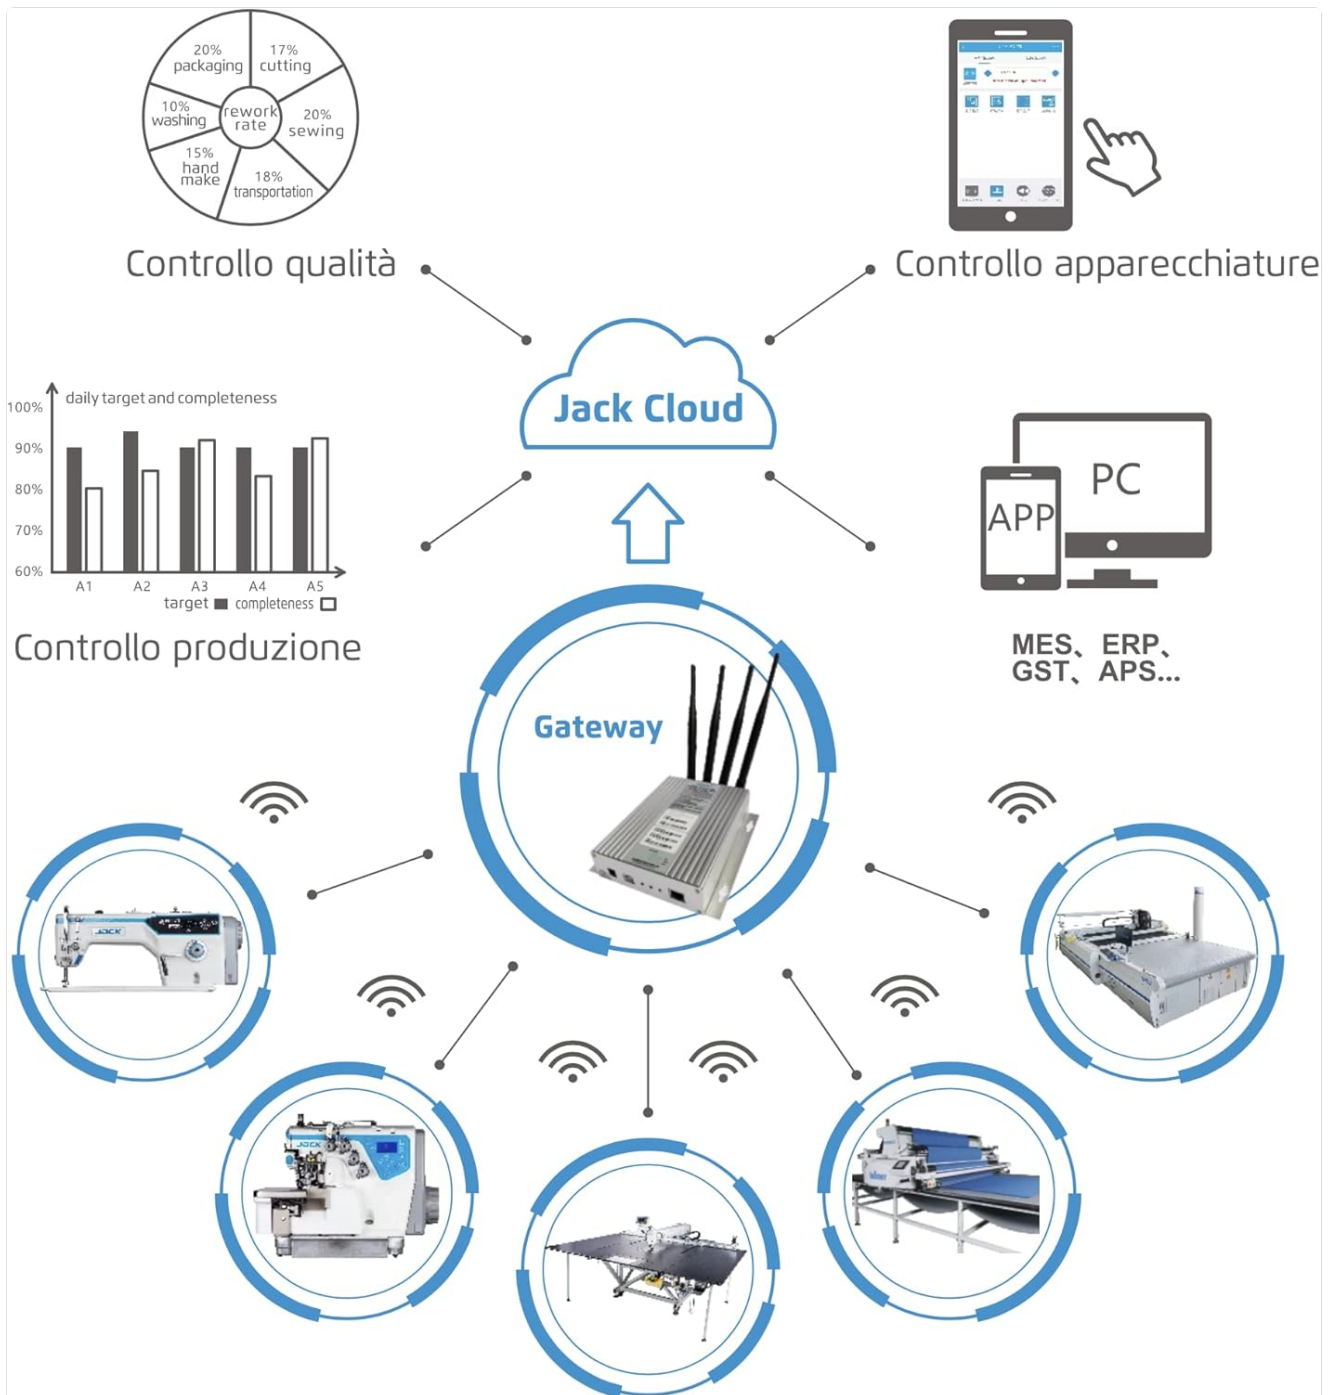 20%
packaging
17%
cutting
10%
washing
rework
rate
20%
sewing
15%
hand
make
18%
transportation
Controllo qualità
Controllo apparecchiature
Jack Cloud
daily target and completeness
100%
90%
80%
70%
60%
A1 A2 A3 A4 A5
target completeness
Controllo produzione
PC
APP
MES、ERP、
GST、APS...
Gateway
JACK
JACK